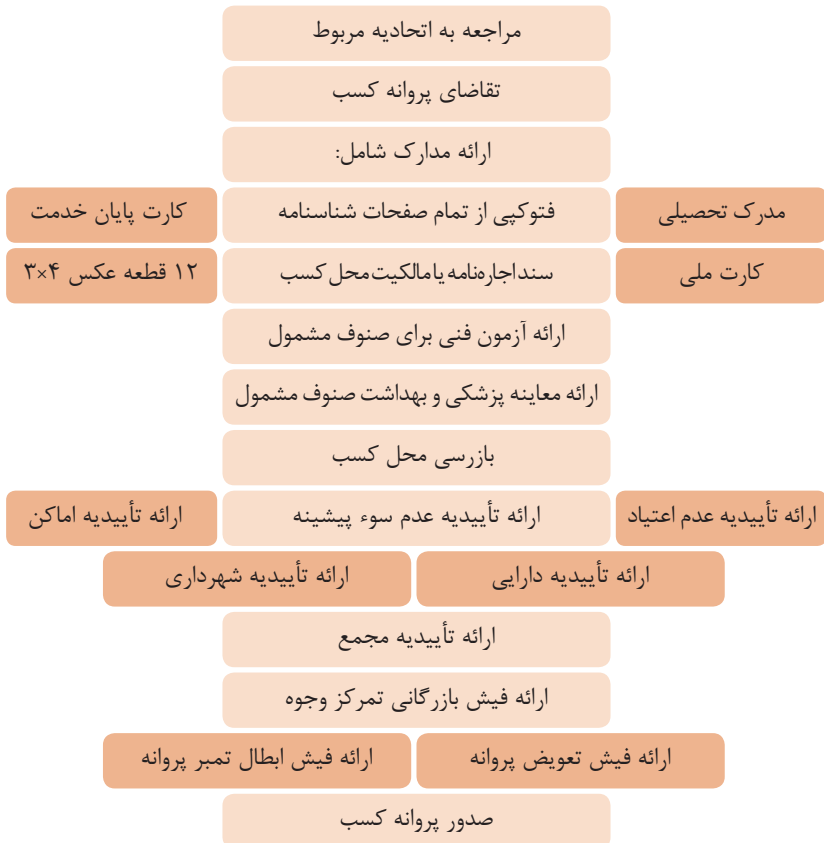 مراجعه به اتحادیه مربوط
تقاضای پروانه کسب
ارائه مدارک شامل:
مدرک تحصیلی
فتوکپی از تمام صفحات شناسنامه
کارت پایان خدمت
کارت ملی
سند اجاره‌نامه یا مالکیت محل کسب
۱۲ قطعه عکس ۴×۳
ارائه آزمون فنی برای صنوف مشمول
ارائه معاینه پزشکی و بهداشت صنوف مشمول
بازرسی محل کسب
ارائه تأییدیه عدم اعتیاد
ارائه تأییدیه عدم سوء پیشینه
ارائه تأییدیه اماکن
ارائه تأییدیه دارایی
ارائه تأییدیه شهرداری
ارائه تأییدیه مجمع
ارائه فیش بازرگانی تمرکز وجوه
ارائه فیش تعویض پروانه
ارائه فیش ابطال تمبر پروانه
صدور پروانه کسب